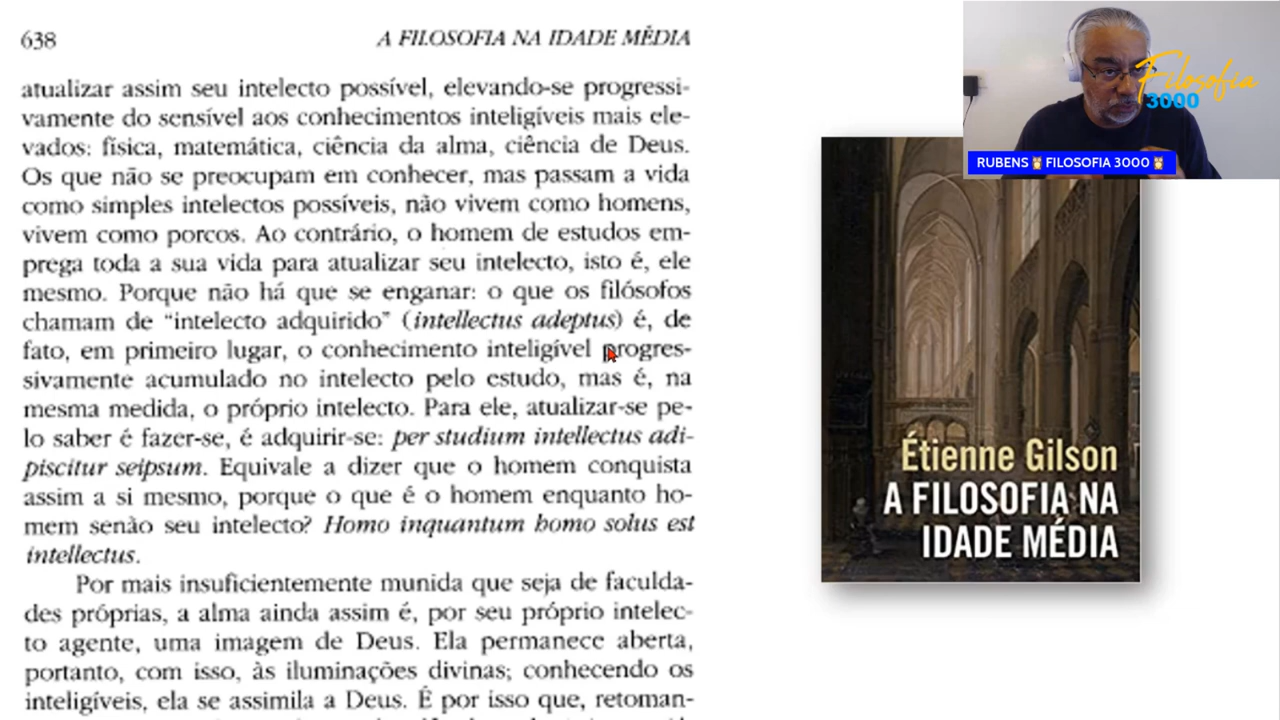 638
A FILOSOFIA NA IDADE MÉDIA
atualizar assim seu intelecto possível, elevando-se progressi-
vamente do sensível aos conhecimentos inteligíveis mais ele-
vados: física, matemática, ciência da alma, ciência de Deus.
Os que não se preocupam em conhecer, mas passam a vida
como simples intelectos possíveis, não vivem como homens,
vivem como porcos. Ao contrário, o homem de estudos em-
prega toda a sua vida para atualizar seu intelecto, isto é, ele
mesmo. Porque não há que se enganar: o que os filósofos
chamam de “intelecto adquirido” (intellectus adeptus) é, de
fato, em primeiro lugar, o conhecimento inteligível progres-
sivamente acumulado no intelecto pelo estudo, mas é, na
mesma medida, o próprio intelecto. Para ele, atualizar-se pe-
lo saber é fazer-se, é adquirir-se: per studium intellectus adi-
piscitur seipsum. Equivale a dizer que o homem conquista
assim a si mesmo, porque o que é o homem enquanto ho-
mem senão seu intelecto? Homo inquantum homo solus est
intellectus.
Por mais insuficientemente munida que seja de faculda-
des próprias, a alma ainda assim é, por seu próprio intelec-
to agente, uma imagem de Deus. Ela permanece aberta,
portanto, com isso, às iluminações divinas; conhecendo os
inteligíveis, ela se assimila a Deus. É por isso que, retoman-
Filosofia
3000
RUBENS🦉FILOSOFIA 3000🦉
Étienne Gilson
A FILOSOFIA NA
IDADE MÉDIA